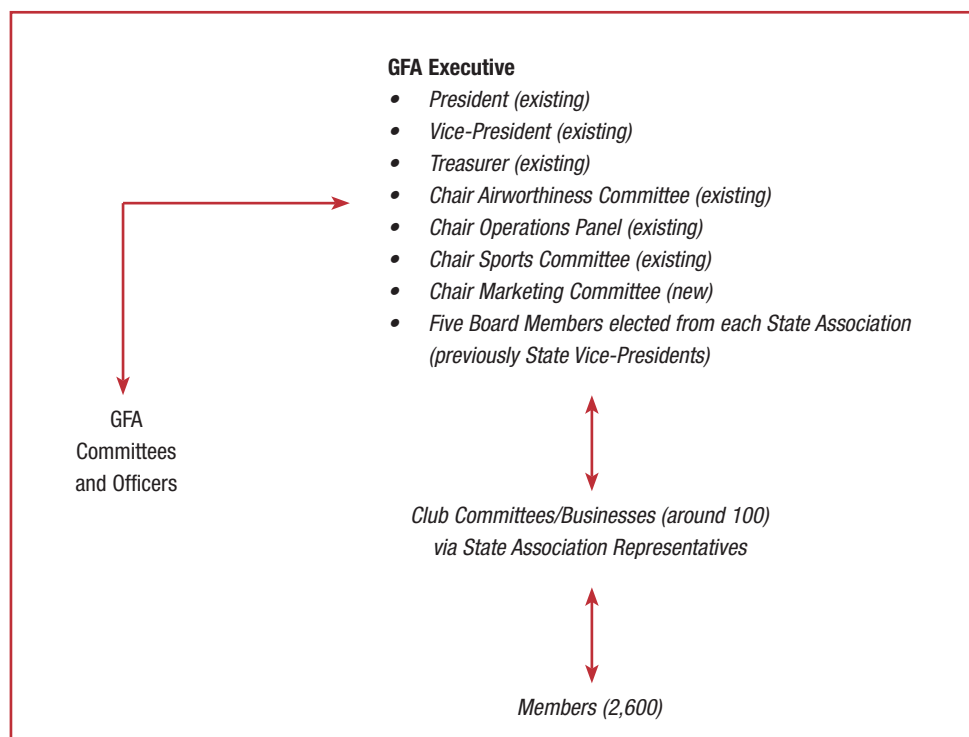 GFA Executive
• President (existing)
• Vice-President (existing)
• Treasurer (existing)
• Chair Airworthiness Committee (existing)
• Chair Operations Panel (existing)
• Chair Sports Committee (existing)
• Chair Marketing Committee (new)
• Five Board Members elected from each State Association
(previously State Vice-Presidents)
GFA
Committees
and Officers
Club Committees/Businesses (around 100)
via State Association Representatives
Members (2,600)